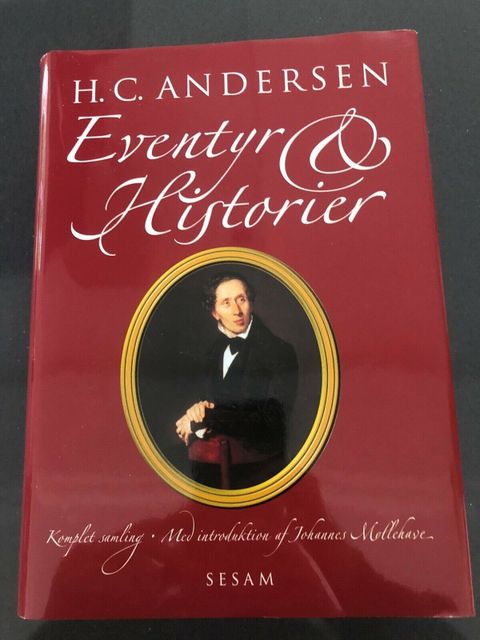 H. C. ANDERSEN
Eventyr &
Historier
Komplet samling · Med introduktion af Johannes Møllehave
SESAM